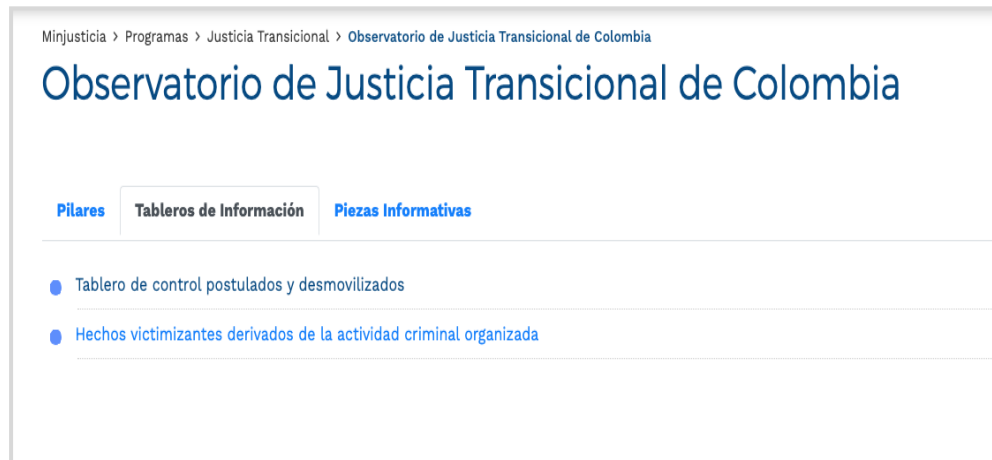 Minjusticia > Programas > Justicia Transicional > Observatorio de Justicia Transicional de Colombia
Observatorio de Justicia Transicional de Colombia
Pilares Tableros de Información Piezas Informativas
Tablero de control postulados y desmovilizados
Hechos victimizantes derivados de la actividad criminal organizada